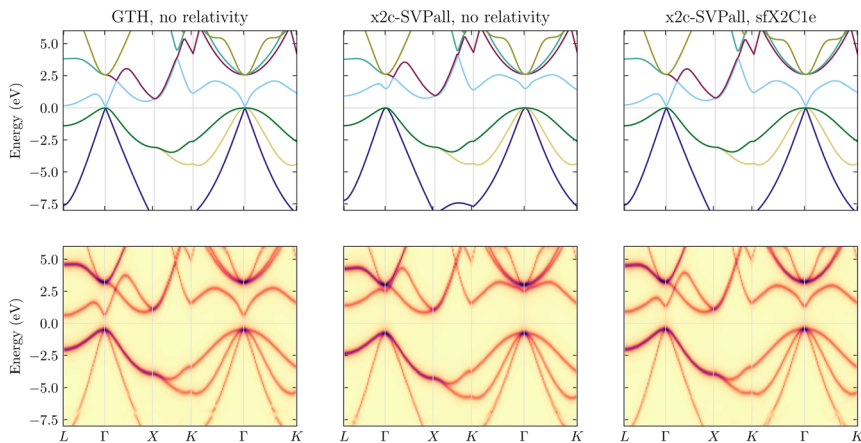 GTH, no relativity
x2c-SVPall, no relativity
x2c-SVPall, sfX2C1e
Energy (eV)
5.0
2.5
0.0
−2.5
−5.0
−7.5
Energy (eV)
5.0
2.5
0.0
−2.5
−5.0
−7.5
L Γ X K Γ K
L Γ X K Γ K
L Γ X K Γ K